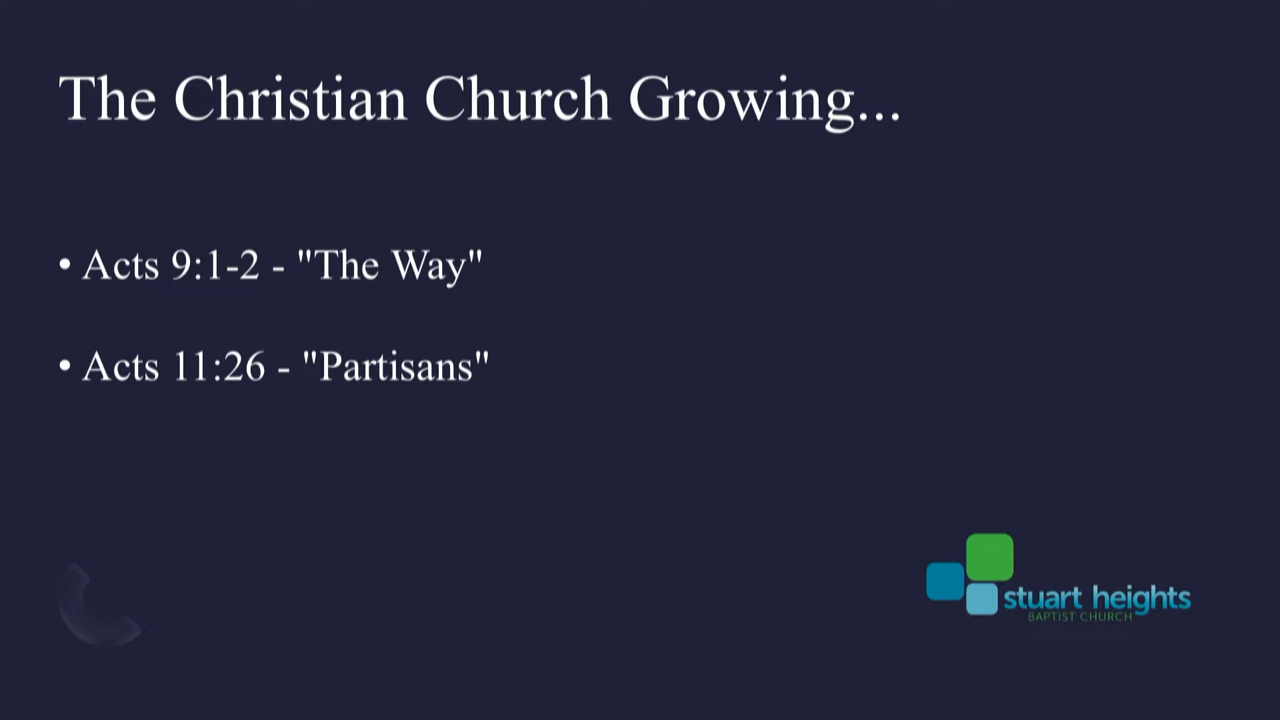 The Christian Church Growing...
• Acts 9:1-2 - "The Way"
• Acts 11:26 - "Partisans"
stuart heights
BAPTIST CHURCH